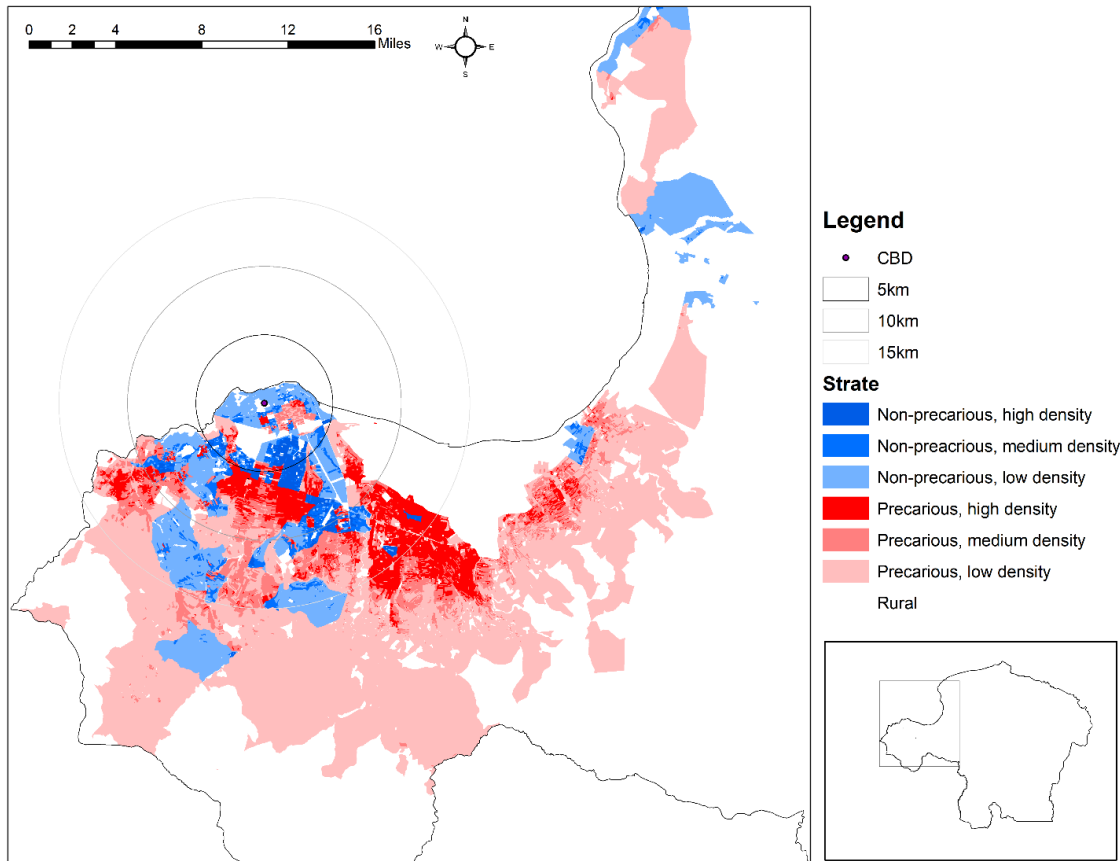 0 2 4 8 12 16
Miles
N
W E
S
Legend
CBD
5km
10km
15km
Strate
Non-precarious, high density
Non-preacrious, medium density
Non-precarious, low density
Precarious, high density
Precarious, medium density
Precarious, low density
Rural